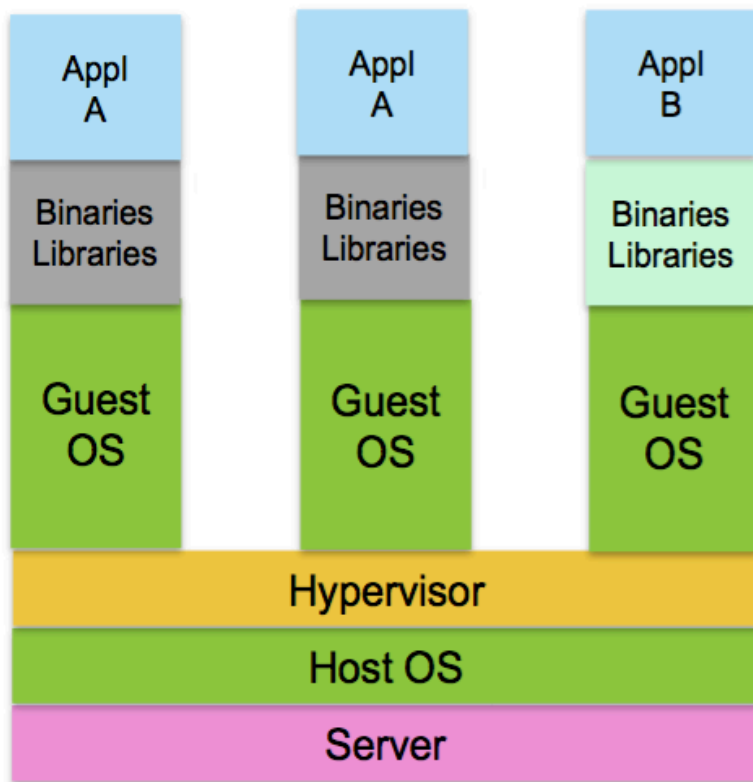 Appl
A
Appl
A
Appl
B
Binaries
Libraries
Binaries
Libraries
Binaries
Libraries
Guest
OS
Guest
OS
Guest
OS
Hypervisor
Host OS
Server